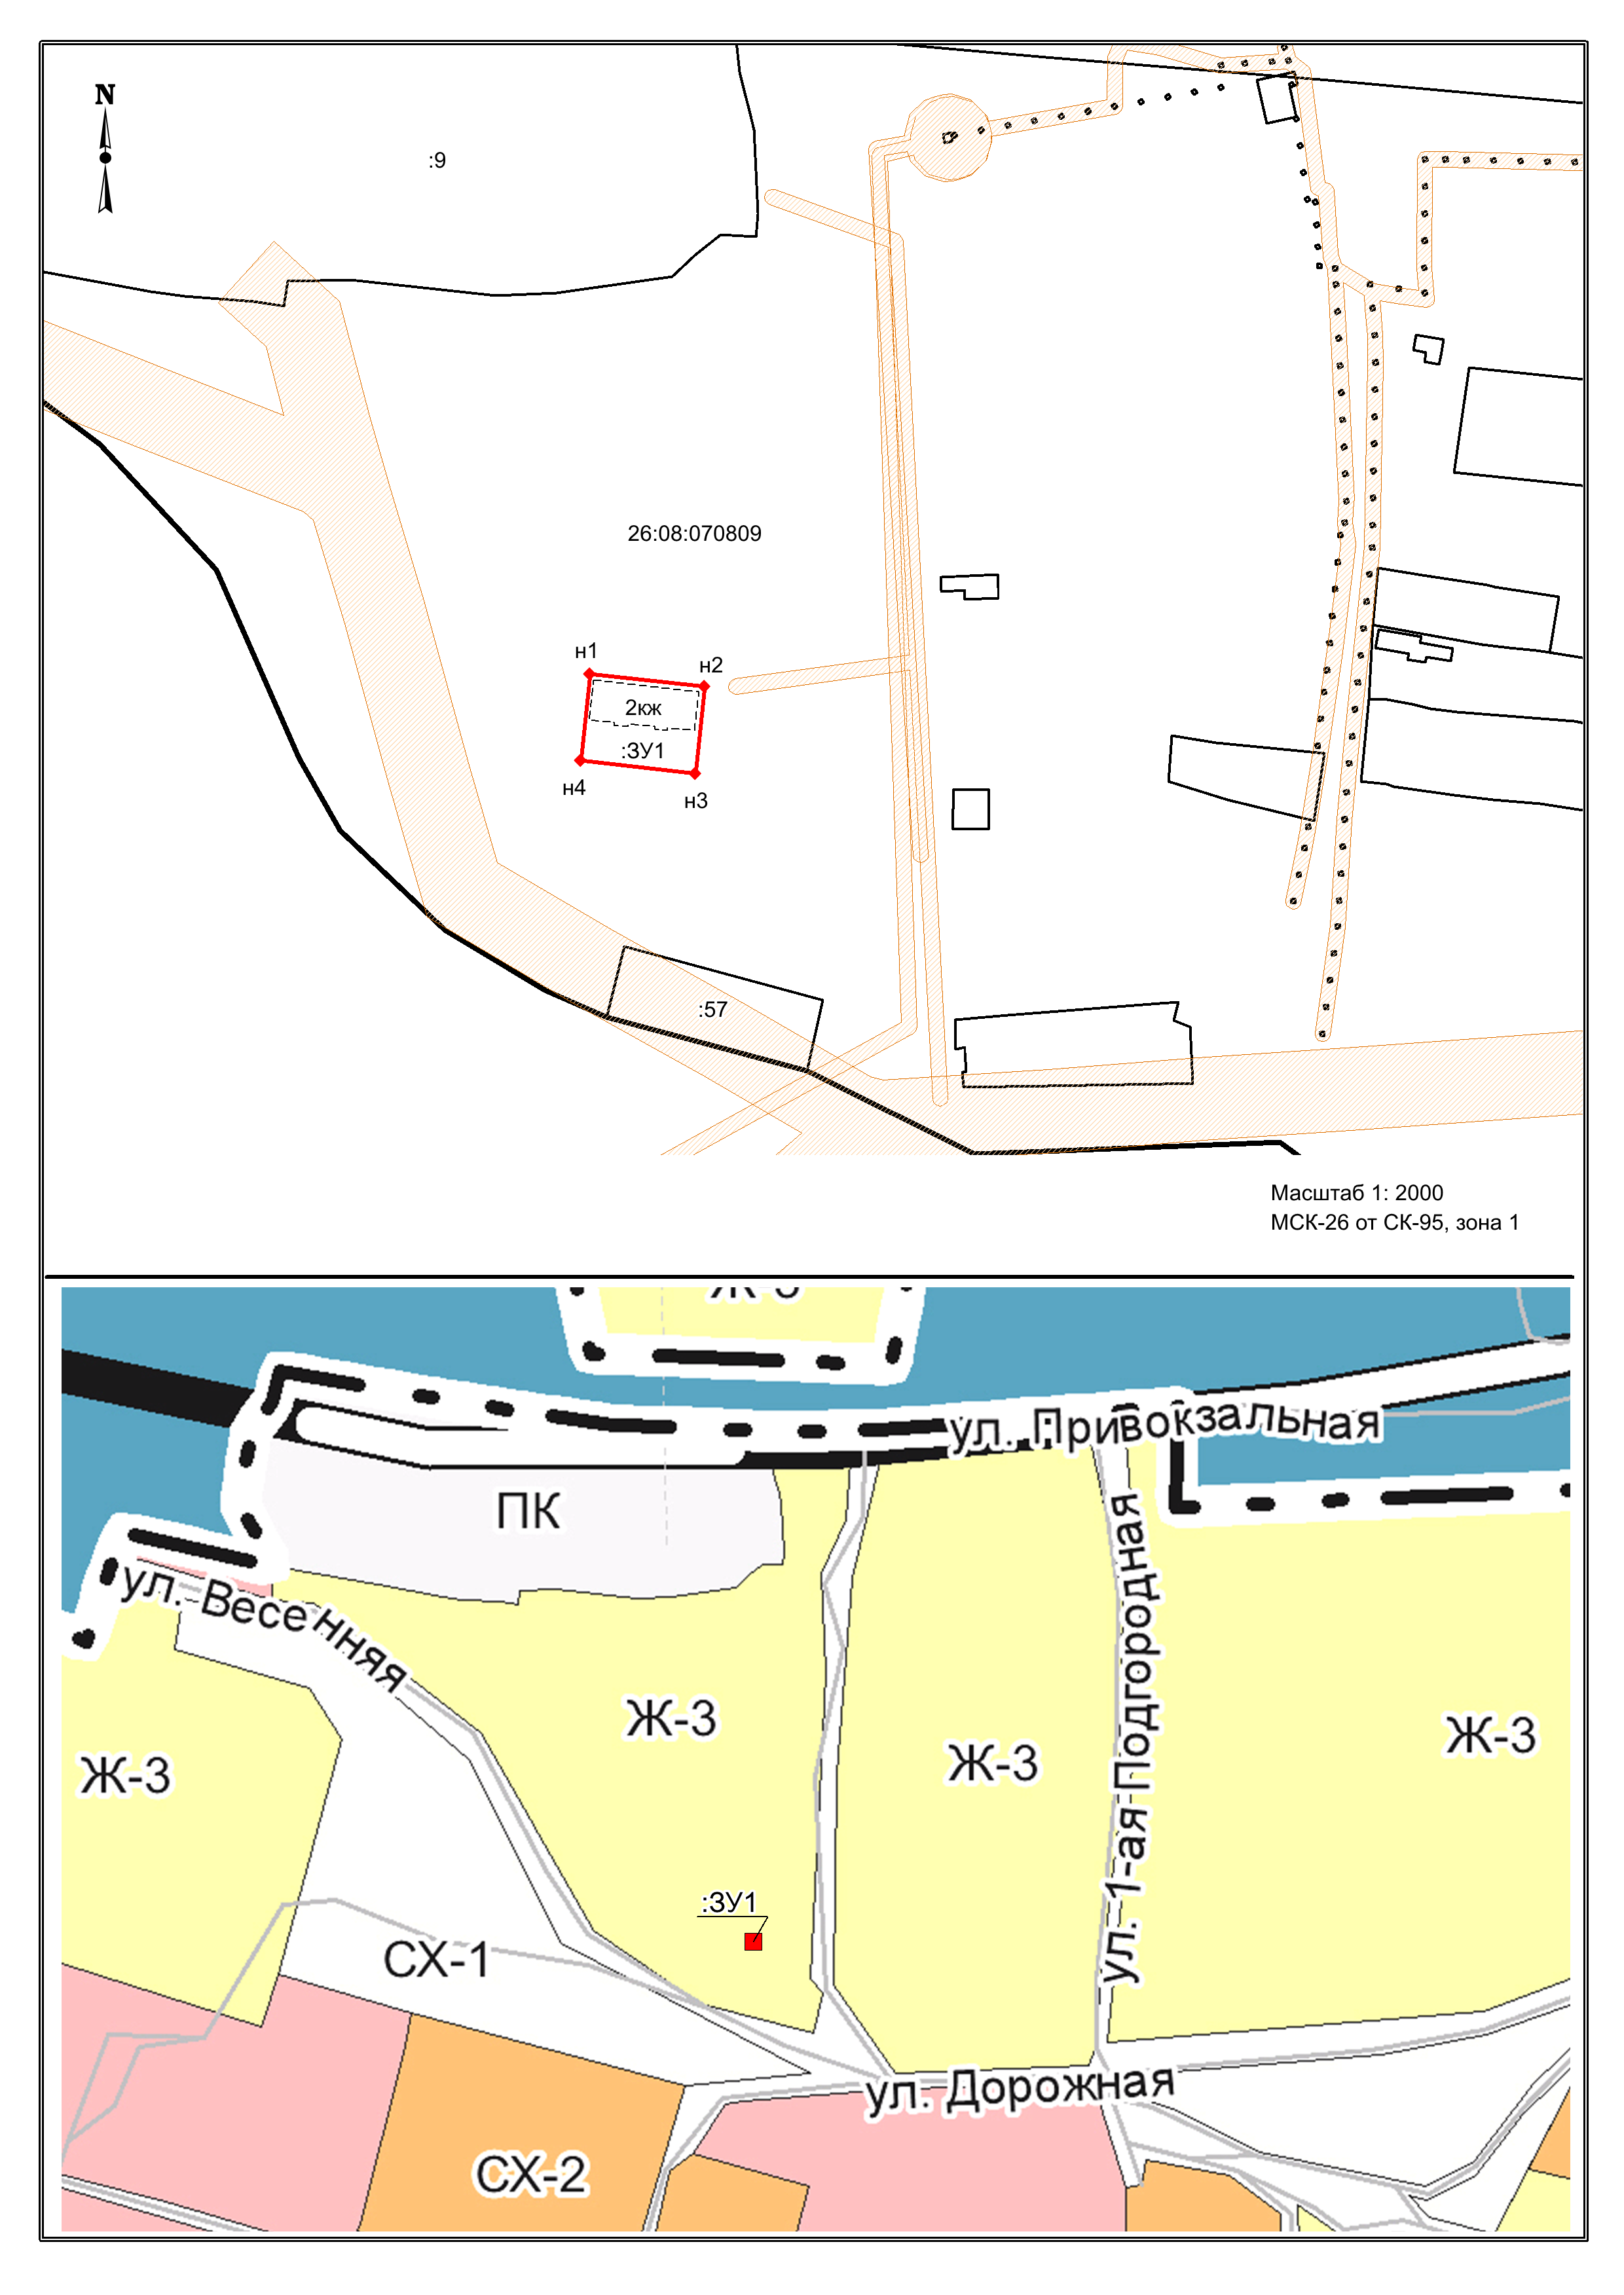 N
:9
26:08:070809
н1
н2
2кж
:ЗУ1
н4
н3
:57
Масштаб 1: 2000
МСК-26 от СК-95, зона 1
Ж-3
ул. Привокзальная
ПК
ул. Весенняя
ул. 1-ая Подгородная
Ж-3
Ж-3
Ж-3
Ж-3
:ЗУ1
СХ-1
ул. Дорожная
СХ-2